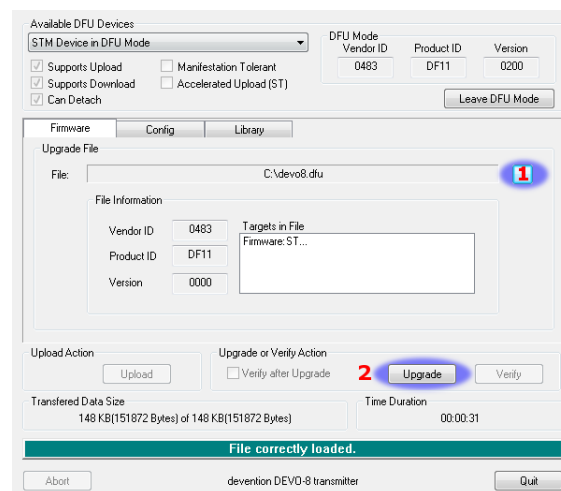 Available DFU Devices
STM Device in DFU Mode
DFU Mode
Vendor ID Product ID Version
0483 DF11 0200
Supports Upload Manifestation Tolerant
Supports Download Accelerated Upload (ST)
Can Detach
Leave DFU Mode
Firmware Config Library
Upgrade File
File: C:\devo8.dfu 1
File Information
Vendor ID 0483 Targets in File
Firmware: ST...
Product ID DF11
Version 0000
Upload Action Upgrade or Verify Action
Upload Verify after Upgrade 2 Upgrade Verify
Transfered Data Size Time Duration
148 KB(151872 Bytes) of 148 KB(151872 Bytes) 00:00:31
File correctly loaded.
Abort devention DEVO-8 transmitter Quit